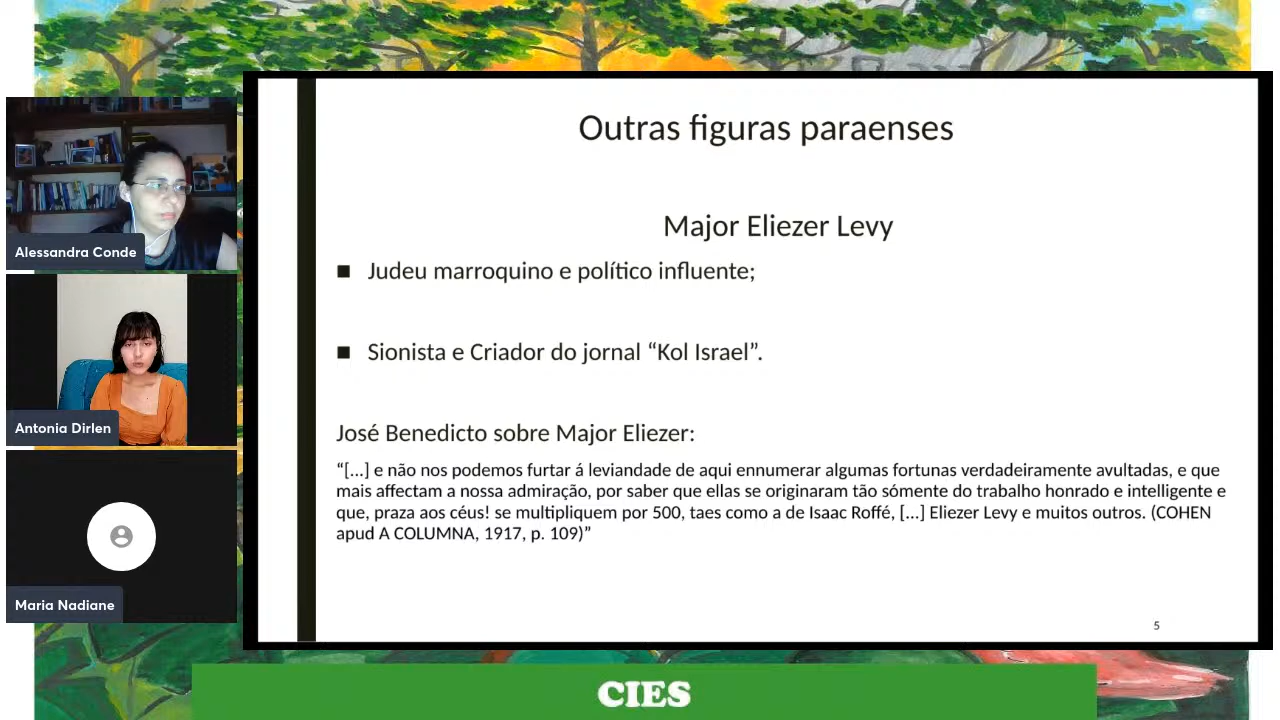 Outras figuras paraenses
Major Eliezer Levy
■ Judeu marroquino e político influente;
■ Sionista e Criador do jornal “Kol Israel”.
José Benedicto sobre Major Eliezer:
“[...] e não nos podemos furtar á leviandade de aqui ennumerar algumas fortunas verdadeiramente avultadas, e que
mais affectam a nossa admiração, por saber que ellas se originaram tão sómente do trabalho honrado e intelligente e
que, praza aos céus! se multipliquem por 500, taes como a de Isaac Roffé, [...] Eliezer Levy e muitos outros. (COHEN
apud A COLUMNA, 1917, p. 109)”
5
Alessandra Conde
Antonia Dirlen
Maria Nadiane
CIES